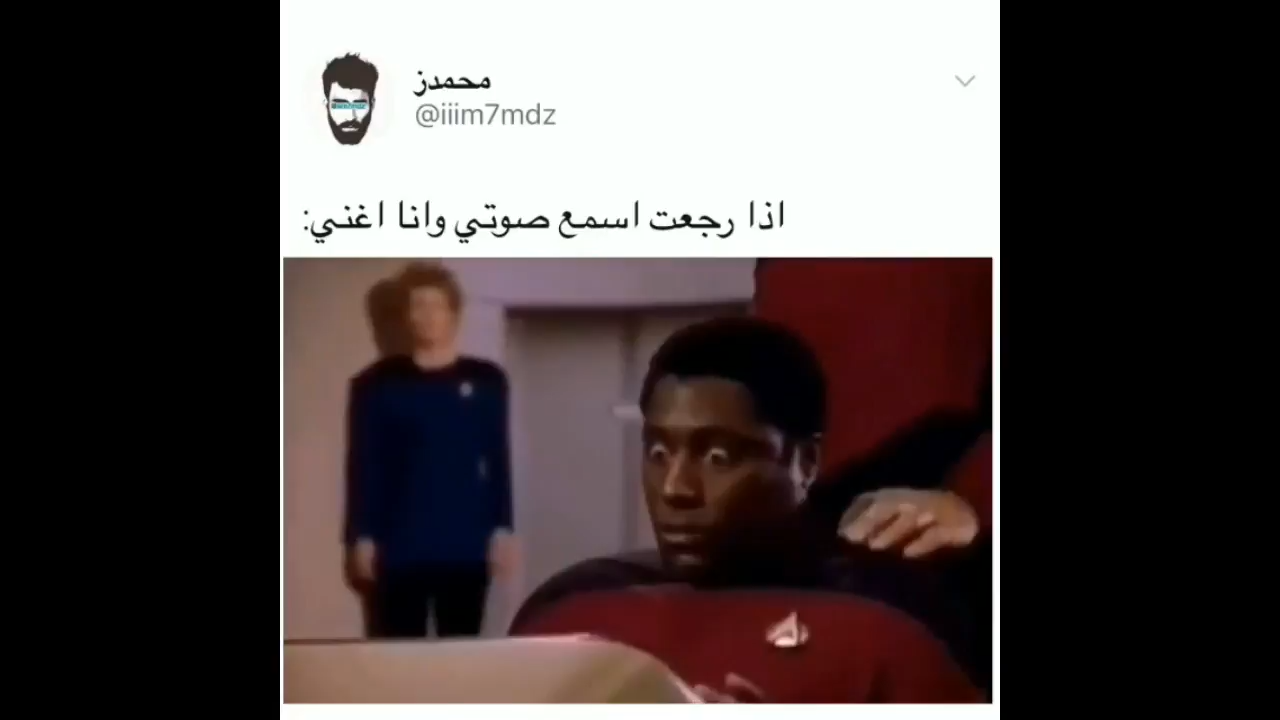 محمدز
@iiim7mdz
اذا رجعت اسمع صوتي وانا اغني: